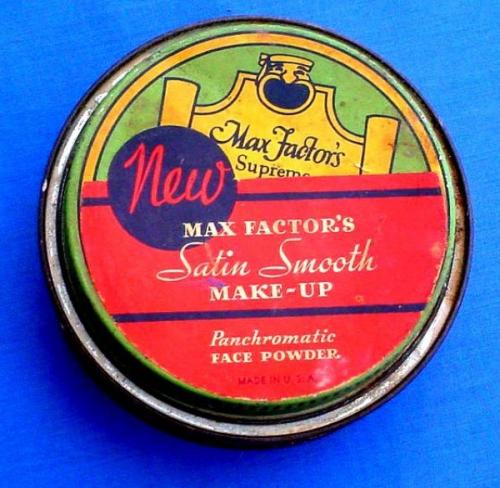 Max Factor's
Supreme
New
MAX FACTOR'S
Satin Smooth
MAKE-UP
Panchromatic
FACE POWDER
MADE IN U.S.A.